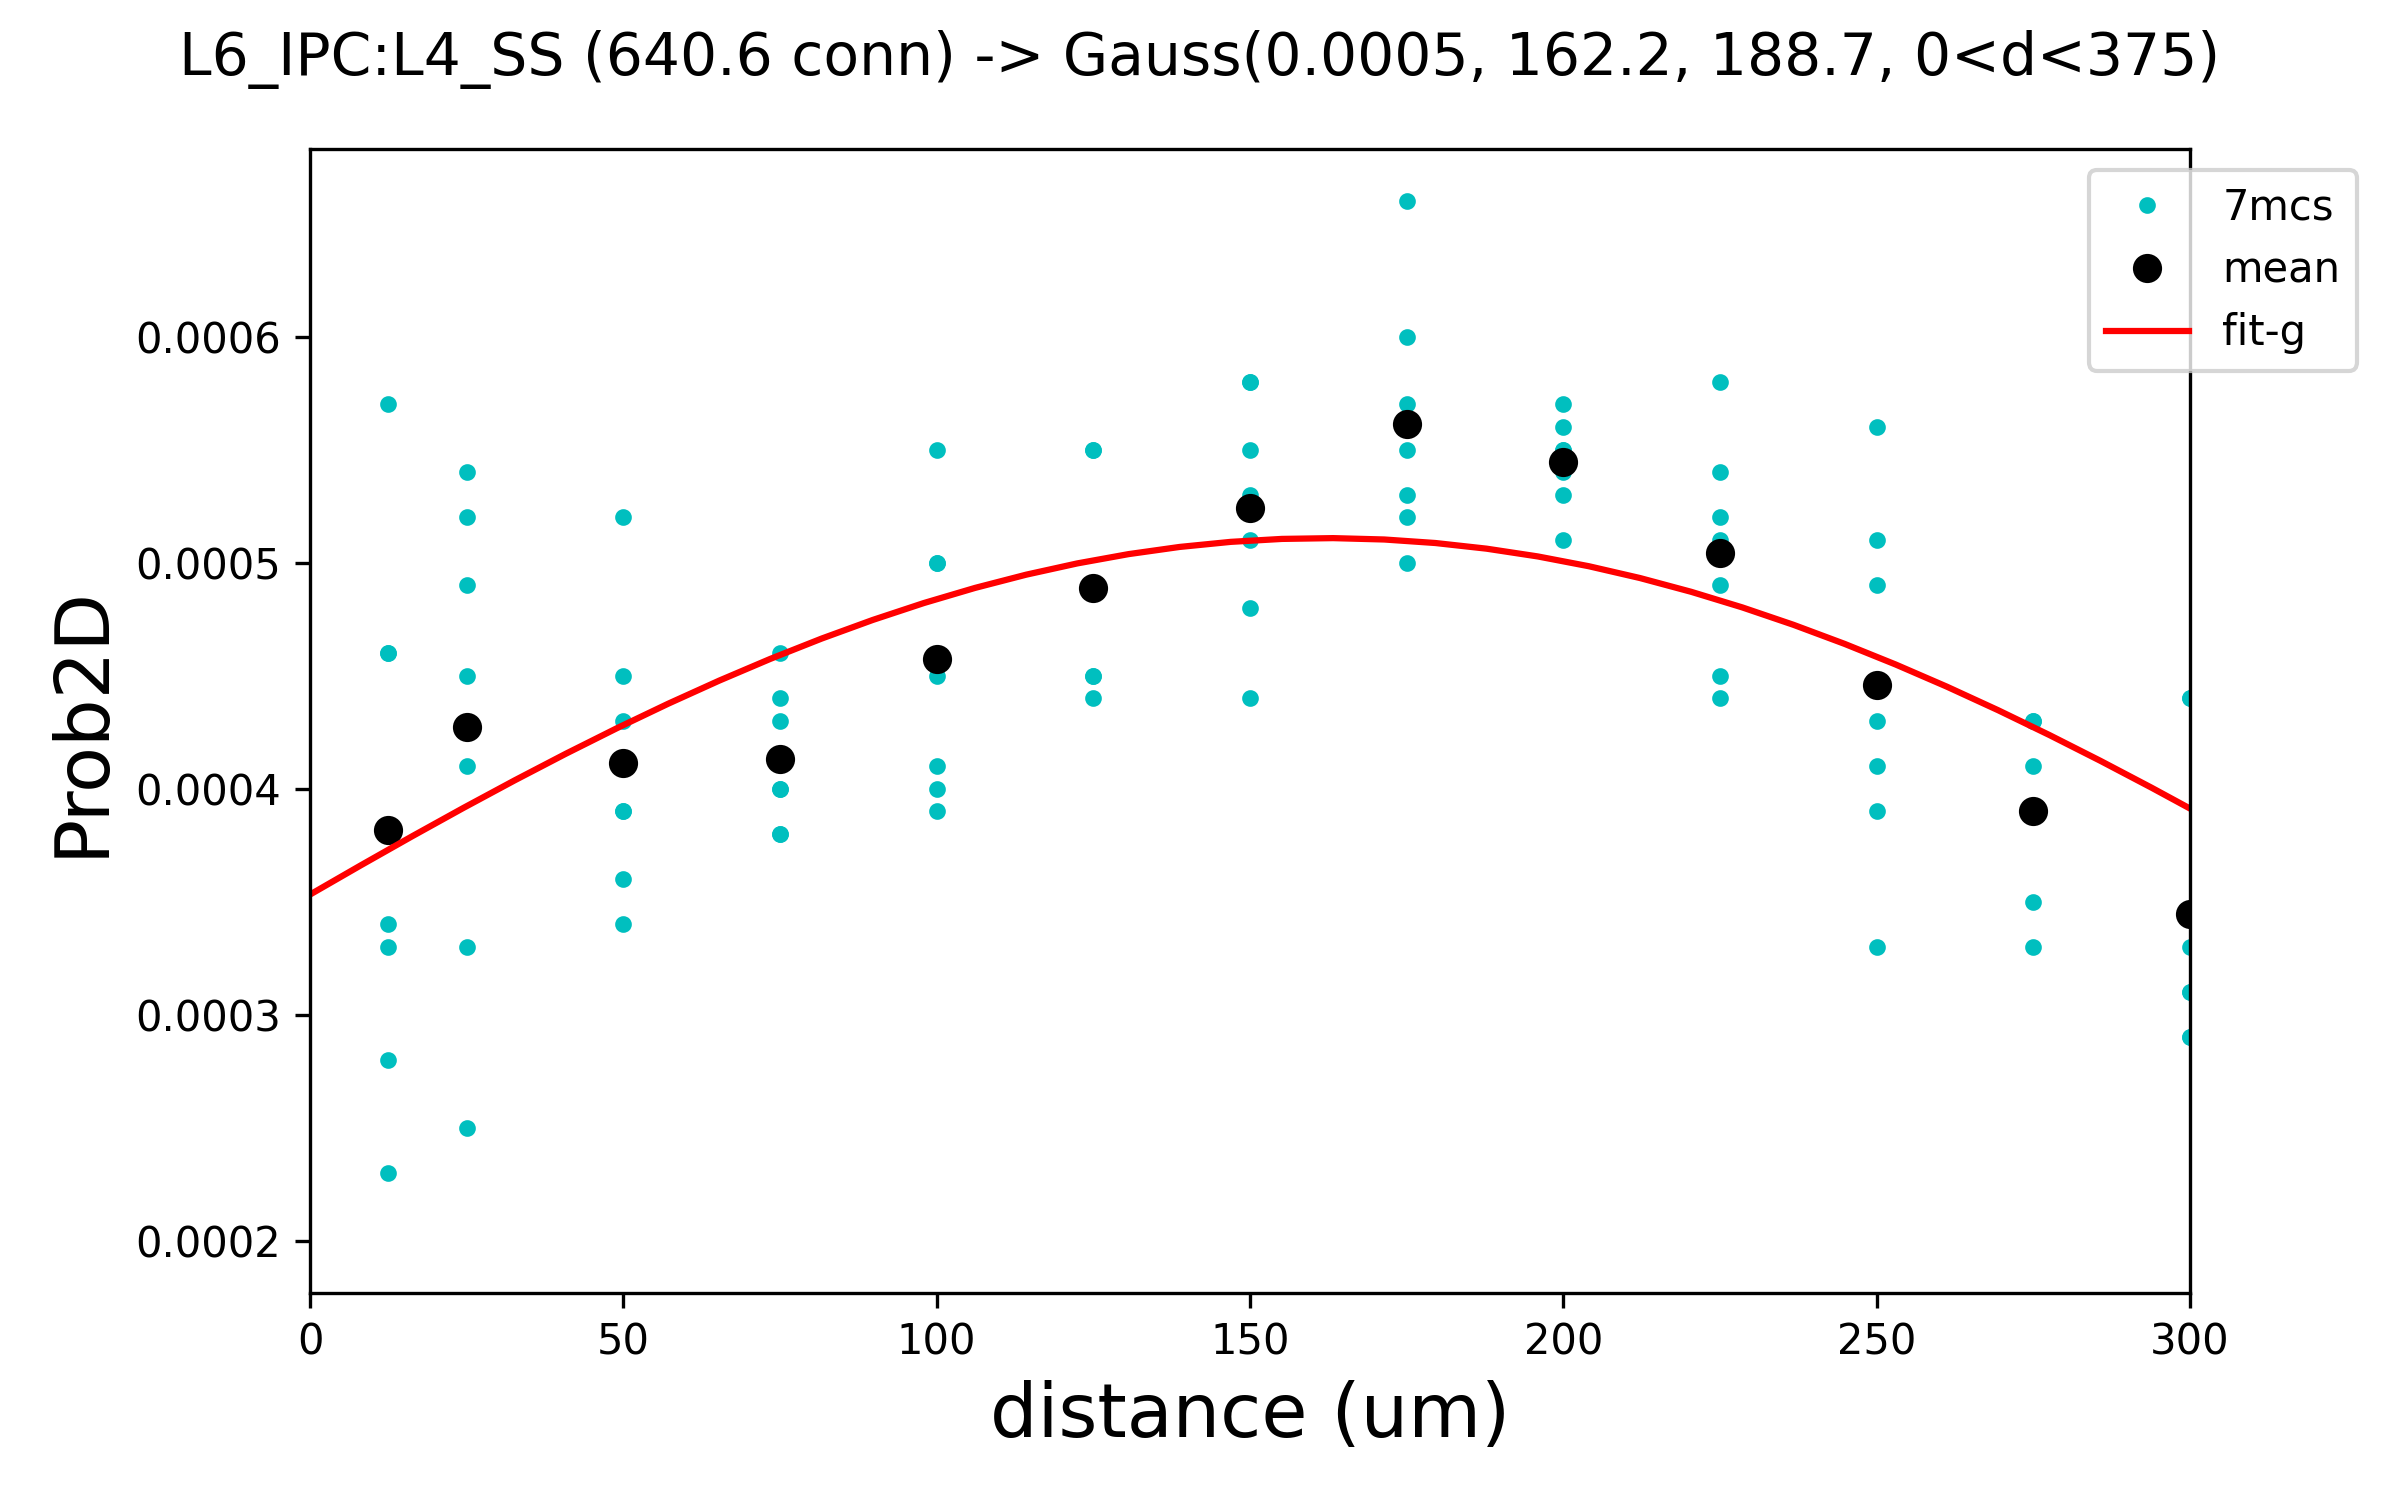 L6_IPC:L4_SS (640.6 conn) -> Gauss(0.0005, 162.2, 188.7, 0<d<375)
7mcs
mean
fit-g
0.0006
0.0005
0.0004
0.0003
0.0002
Prob2D
0 50 100 150 200 250 300
distance (um)